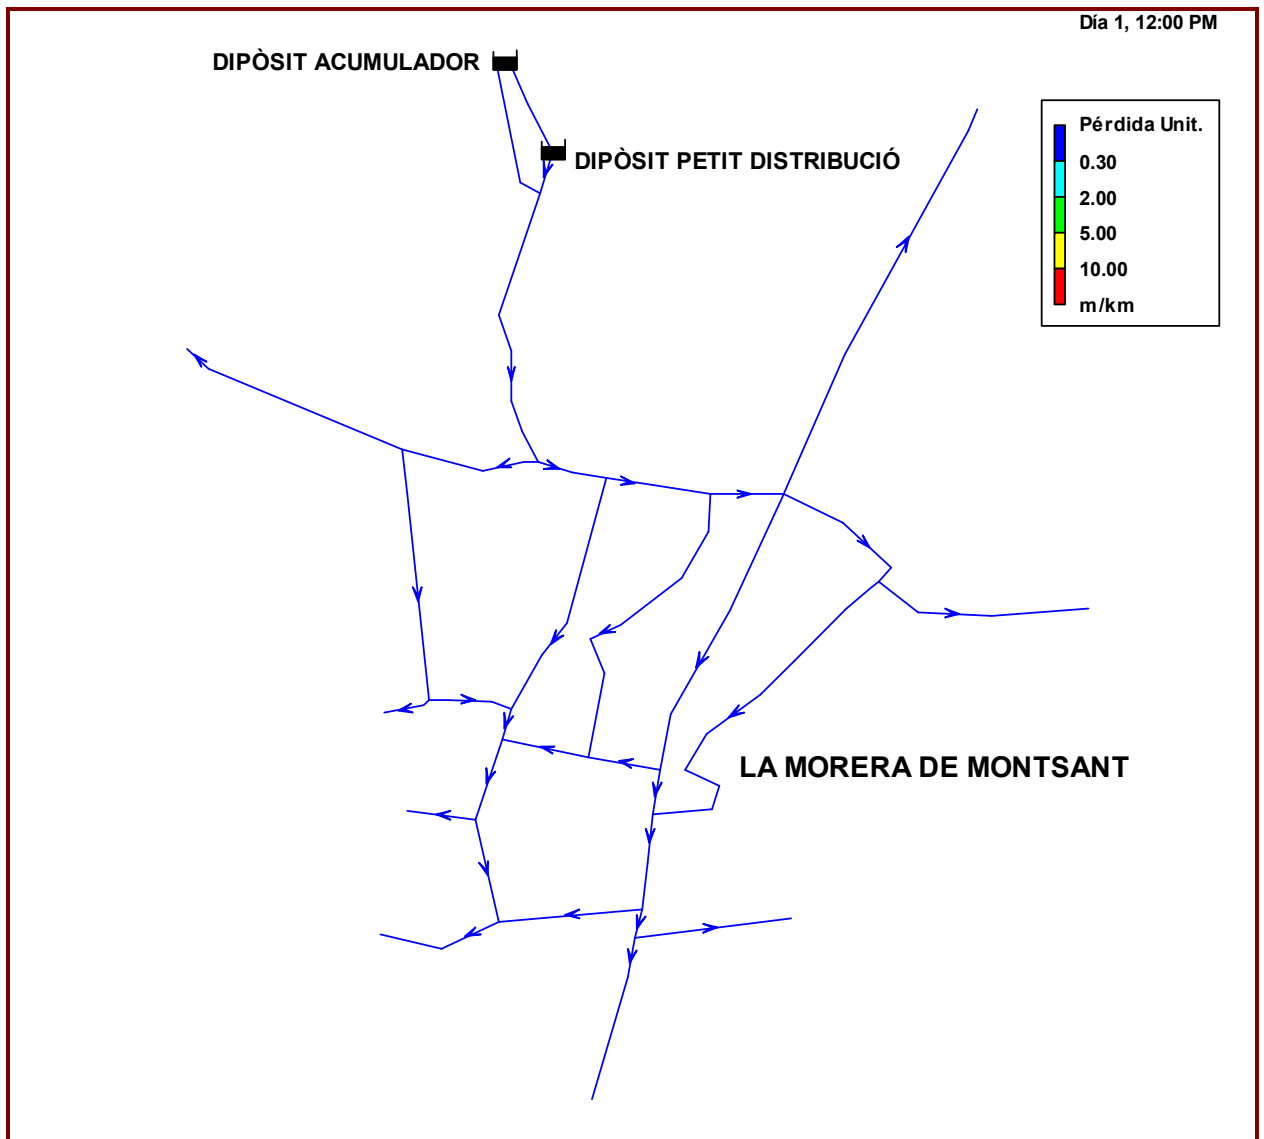 Día 1, 12:00 PM
DIPÒSIT ACUMULADOR
DIPÒSIT PETIT DISTRIBUCIÓ
Pérdida Unit.
0.30
2.00
5.00
10.00
m/km
LA MORERA DE MONTSANT